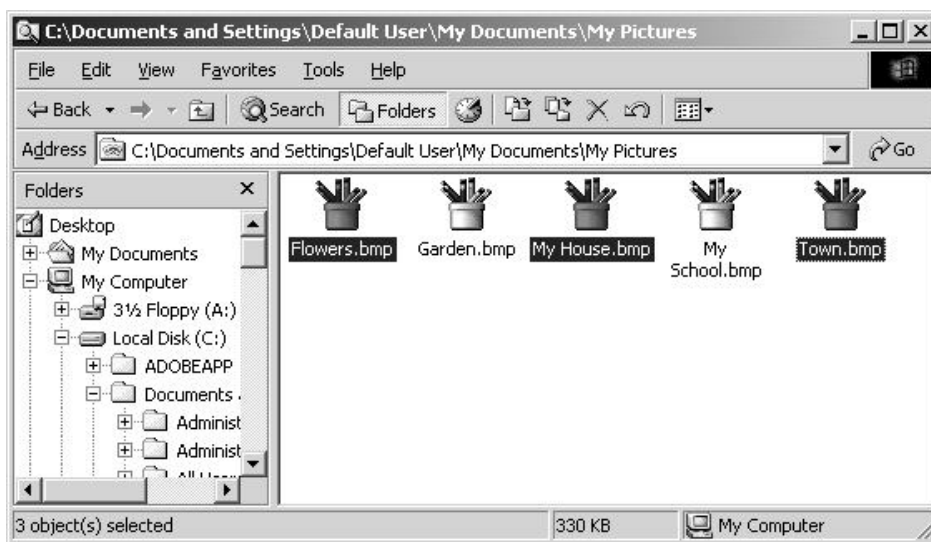 C:\Documents and Settings\Default User\My Documents\My Pictures
File Edit View Favorites Tools Help
Back Search Folders
Address C:\Documents and Settings\Default User\My Documents\My Pictures Go
Folders
Desktop
My Documents
My Computer
3½ Floppy (A:)
Local Disk (C:)
ADOBEAPP
Documents
Administ
Administ
Flowers.bmp Garden.bmp My House.bmp My School.bmp Town.bmp
3 object(s) selected 330 KB My Computer